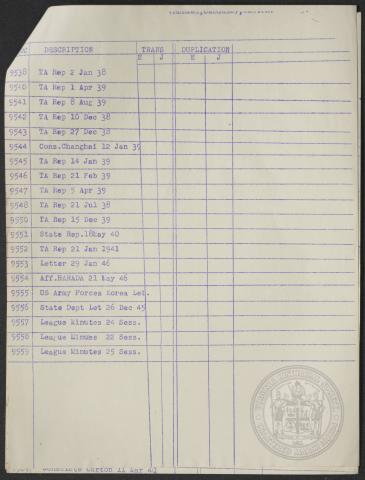 DESCRIPTION TRANS DUPLICATION
E J E J
9538 TA Rep 2 Jan 38
9540 TA Rep 1 Apr 39
9541 TA Rep 8 Aug 39
9542 TA Rep 10 Dec 38
9543 TA Rep 27 Dec 38
9544 Cons.Changhai 12 Jan 39
9545 TA Rep 14 Jan 39
9546 TA Rep 21 Feb 39
9547 TA Rep 5 Apr 39
9548 TA Rep 21 Jul 38
9550 TA Rep 15 Dec 39
9551 State Rep.18May 40
9552 TA Rep 21 Jan 1941
9553 Letter 29 Jan 46
9554 Aff.HARADA 21 May 46
9555 US Army Forces Korea Let.
9556 State Dept Let 26 Dec 45
9557 League Minutes 24 Sess.
9558 League Minues 22 Sess.
9559 League Minutes 25 Sess.